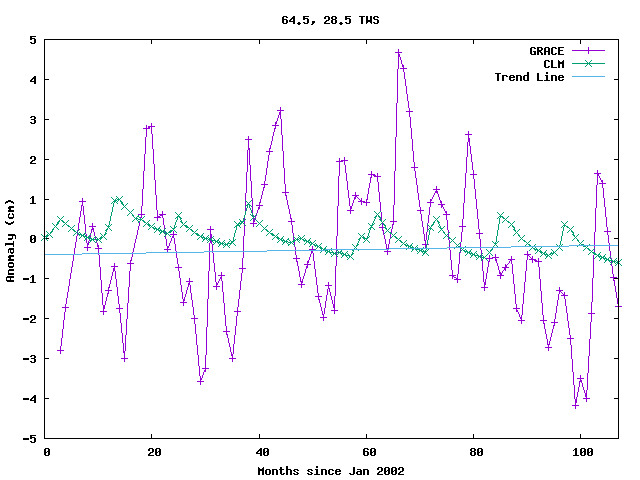 64.5, 28.5 TWS
GRACE
CLM
Trend Line
Anomaly (cm)
5
4
3
2
1
0
-1
-2
-3
-4
-5
0 20 40 60 80 100
Months since Jan 2002